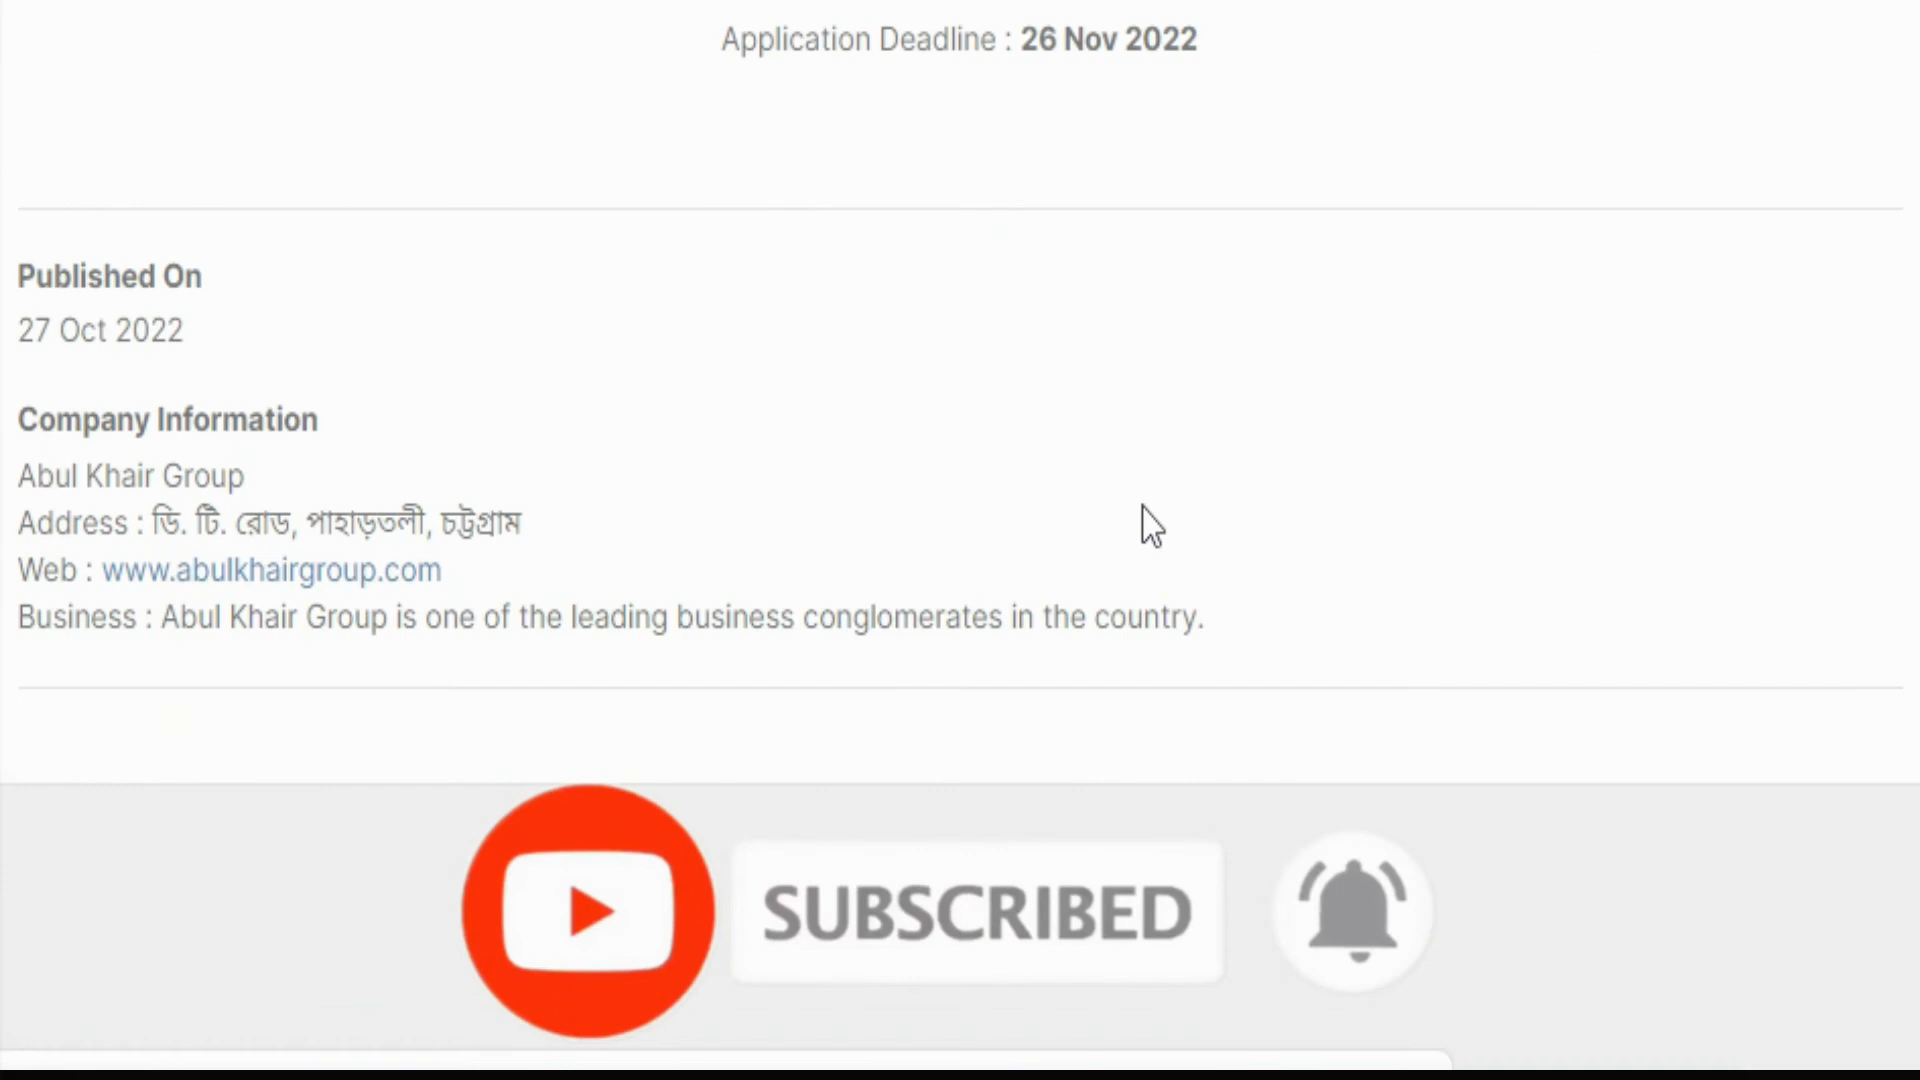 Application Deadline : 26 Nov 2022
Published On
27 Oct 2022
Company Information
Abul Khair Group
Address : ডি. টি. রোড, পাহাড়তলী, চট্টগ্রাম
Web : www.abulkhairgroup.com
Business : Abul Khair Group is one of the leading business conglomerates in the country.
SUBSCRIBED